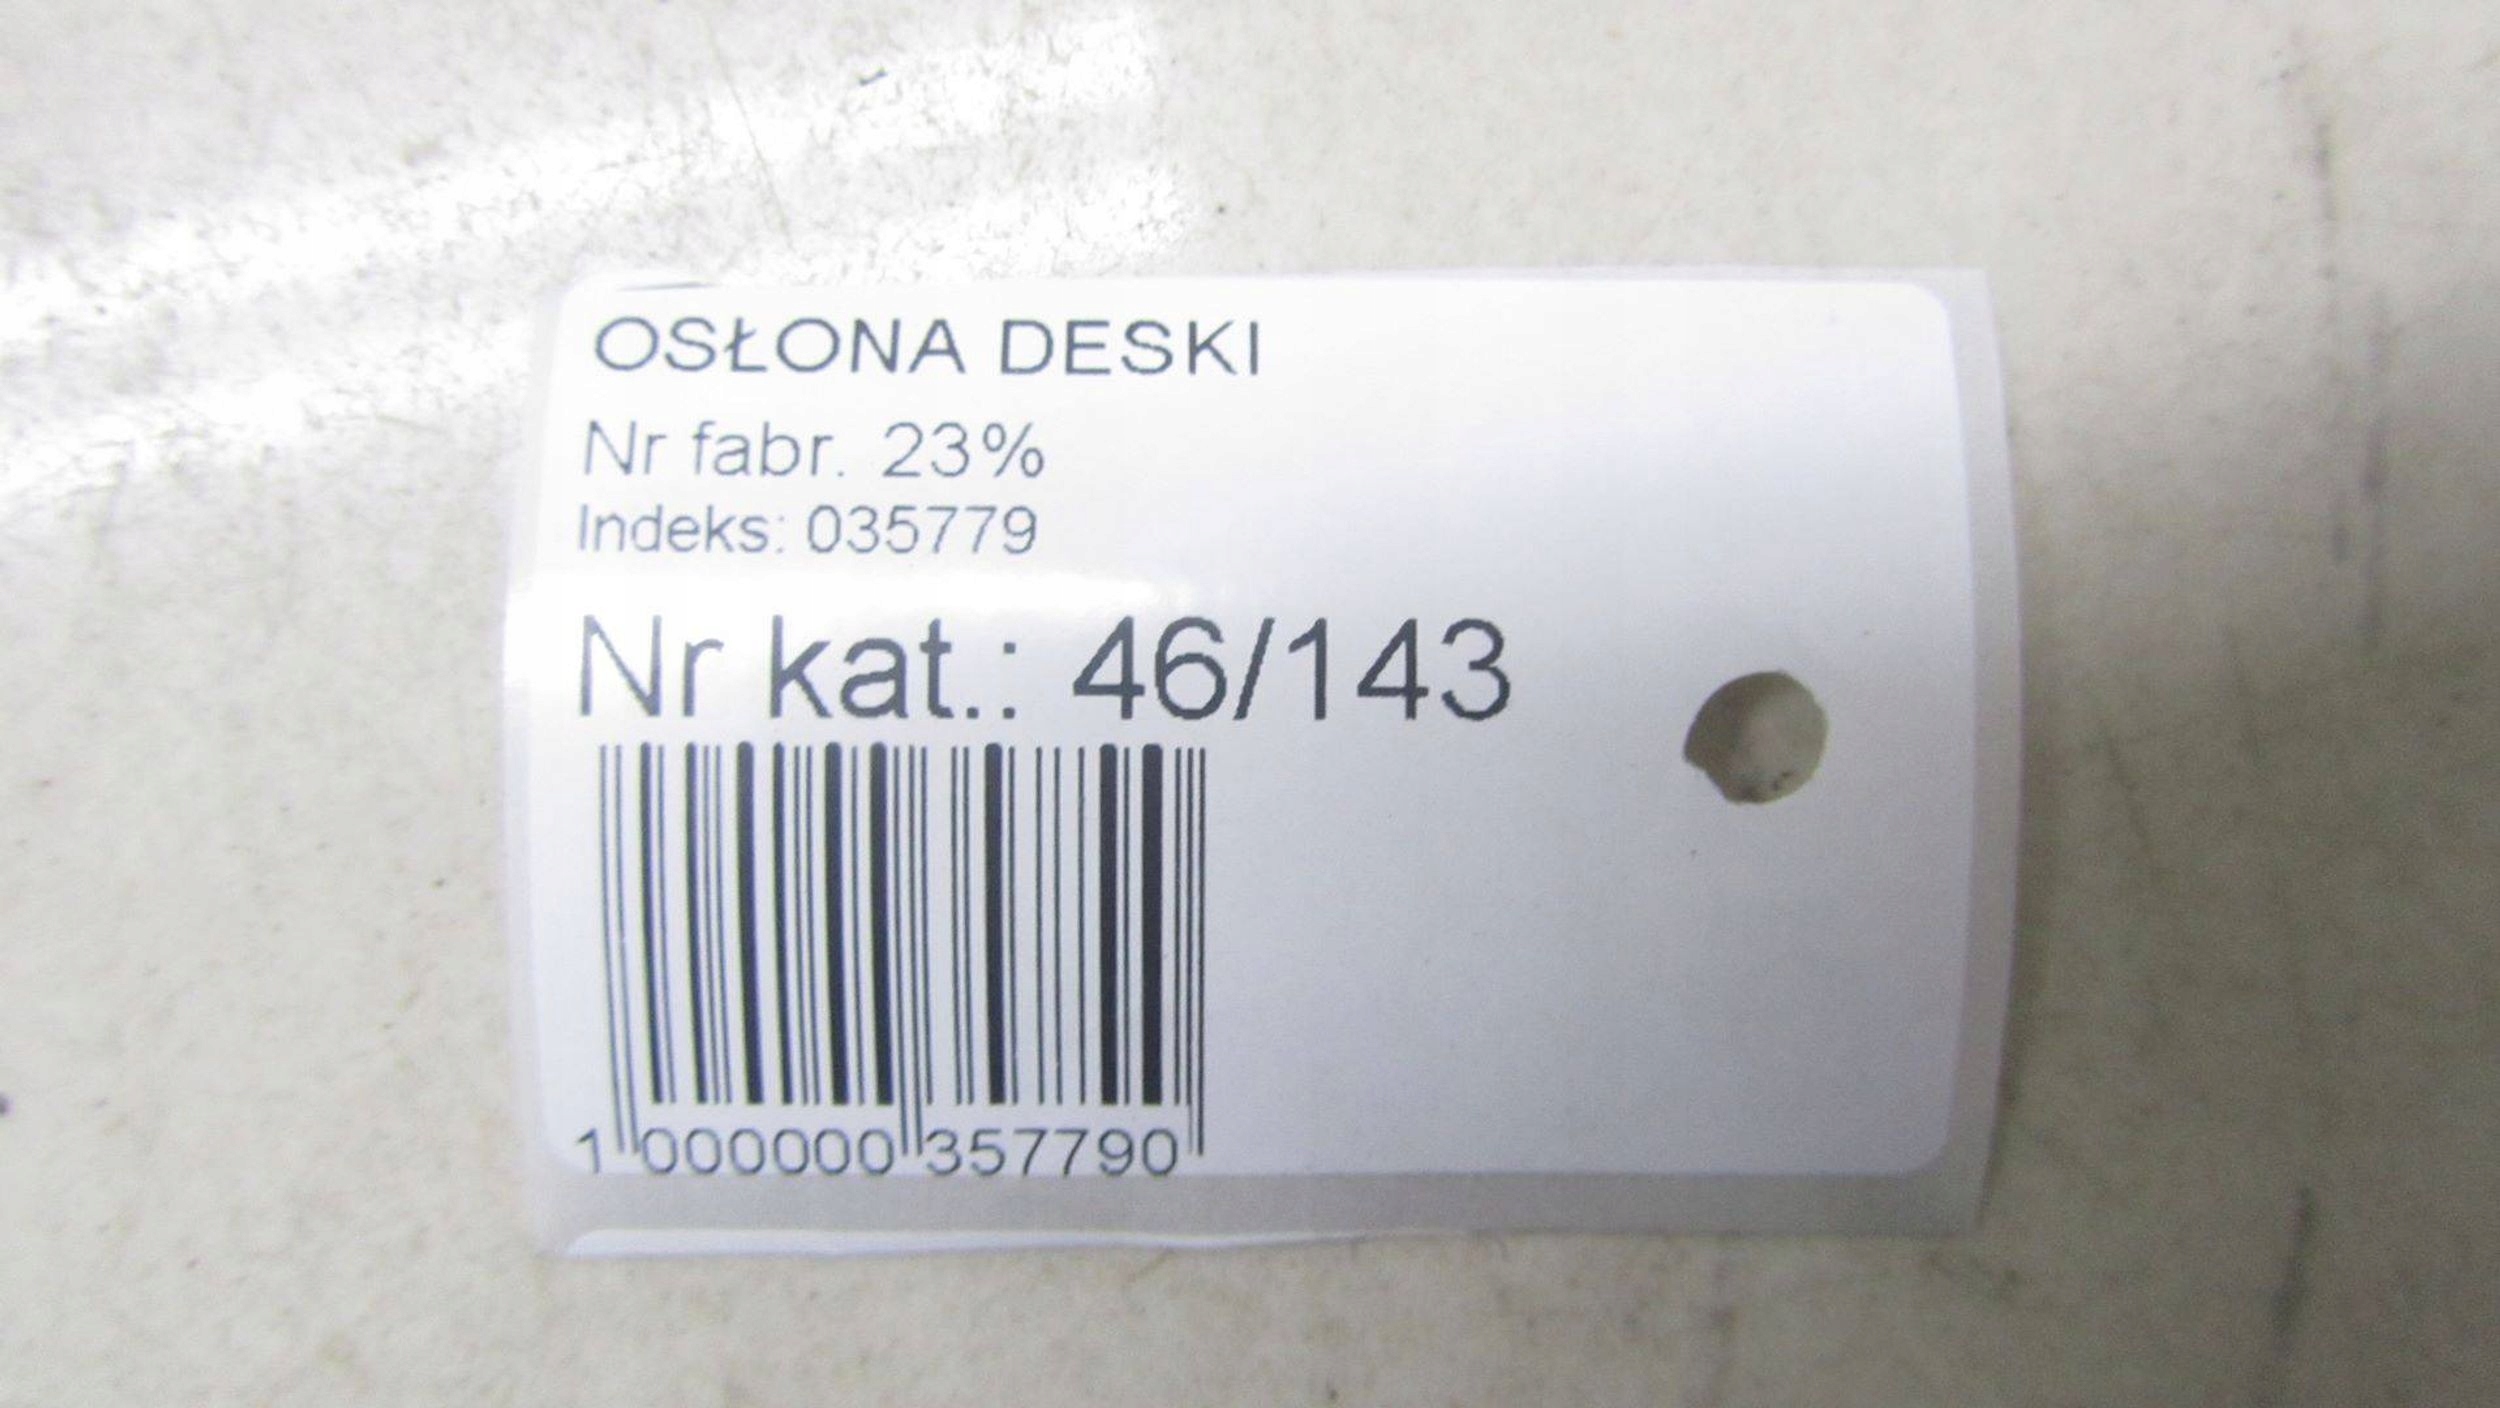 OSŁONA DESKI
Nr fabr. 23%
Indeks: 035779
Nr kat.: 46/143
1 000000 357790